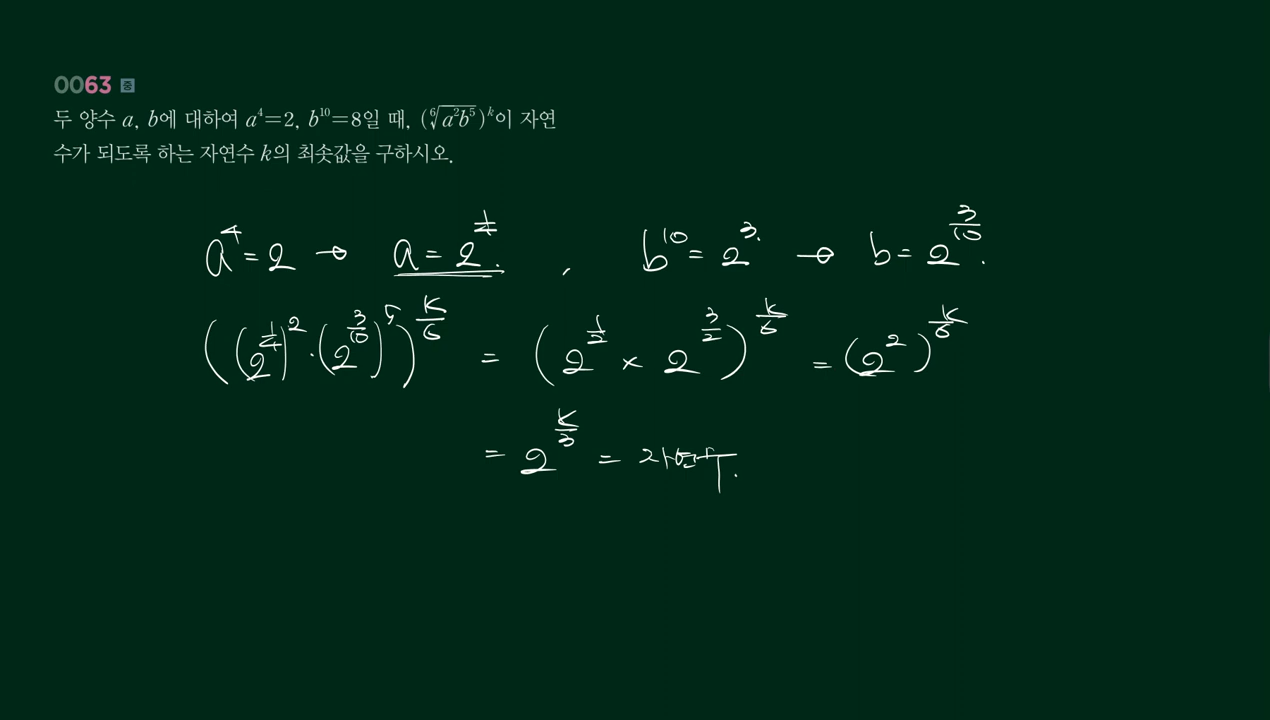 0063 중
두 양수 a, b에 대하여 a⁴=2, b¹⁰=8일 때, (⁶√(a²b⁵))ᵏ이 자연
수가 되도록 하는 자연수 k의 최솟값을 구하시오.
a⁴ = 2 → a = 2^(1/4). , b¹⁰ = 2³. → b = 2^(3/10).
((2^(1/4))² · (2^(3/10))⁵)^(k/6) = (2^(1/2) × 2^(3/2))^(k/6) = (2²)^(k/6)
= 2^(k/3) = 자연수.